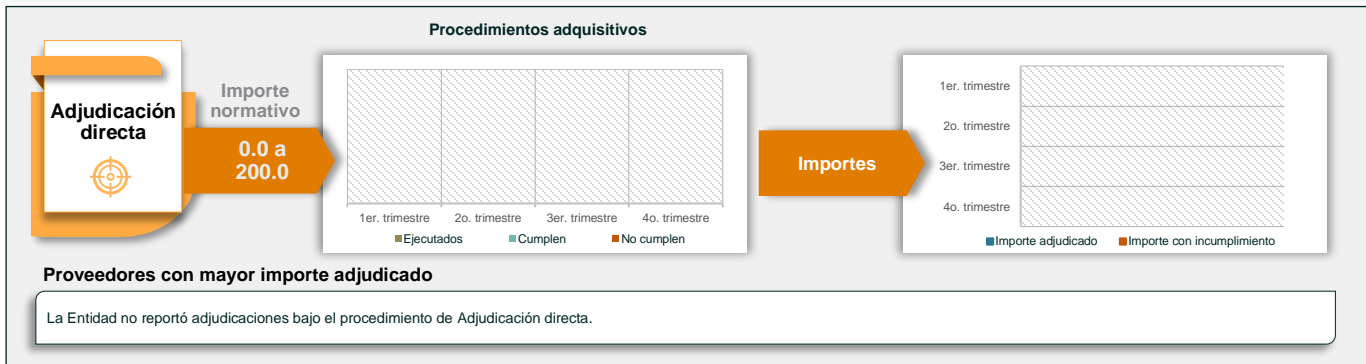 Procedimientos adquisitivos
Adjudicación
directa
Importe
normativo
0.0 a
200.0
1er. trimestre
2o. trimestre
3er. trimestre
4o. trimestre
Ejecutados
Cumplen
No cumplen
Importes
1er. trimestre
2o. trimestre
3er. trimestre
4o. trimestre
Importe adjudicado
Importe con incumplimiento
Proveedores con mayor importe adjudicado
La Entidad no reportó adjudicaciones bajo el procedimiento de Adjudicación directa.